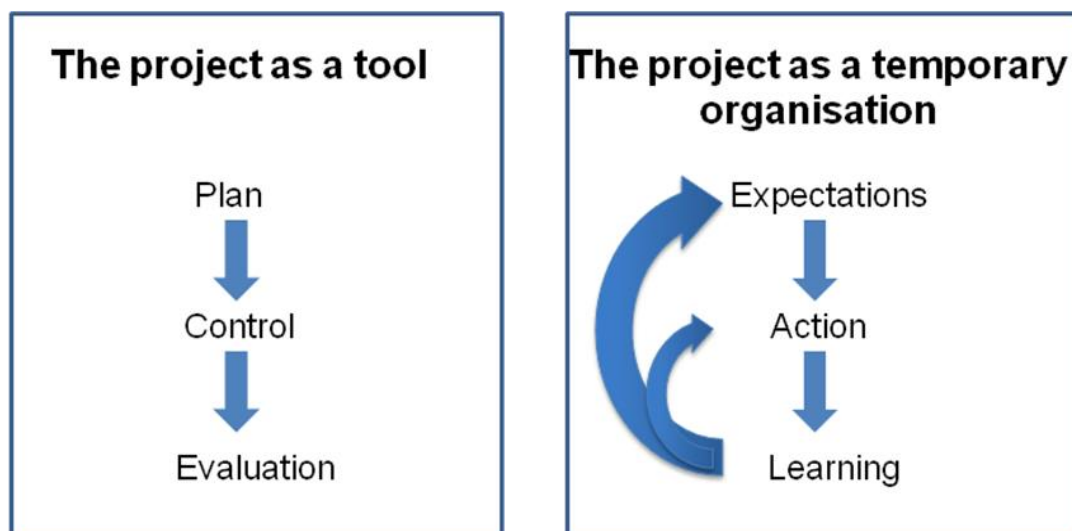 The project as a tool
Plan
Control
Evaluation
The project as a temporary
organisation
Expectations
Action
Learning